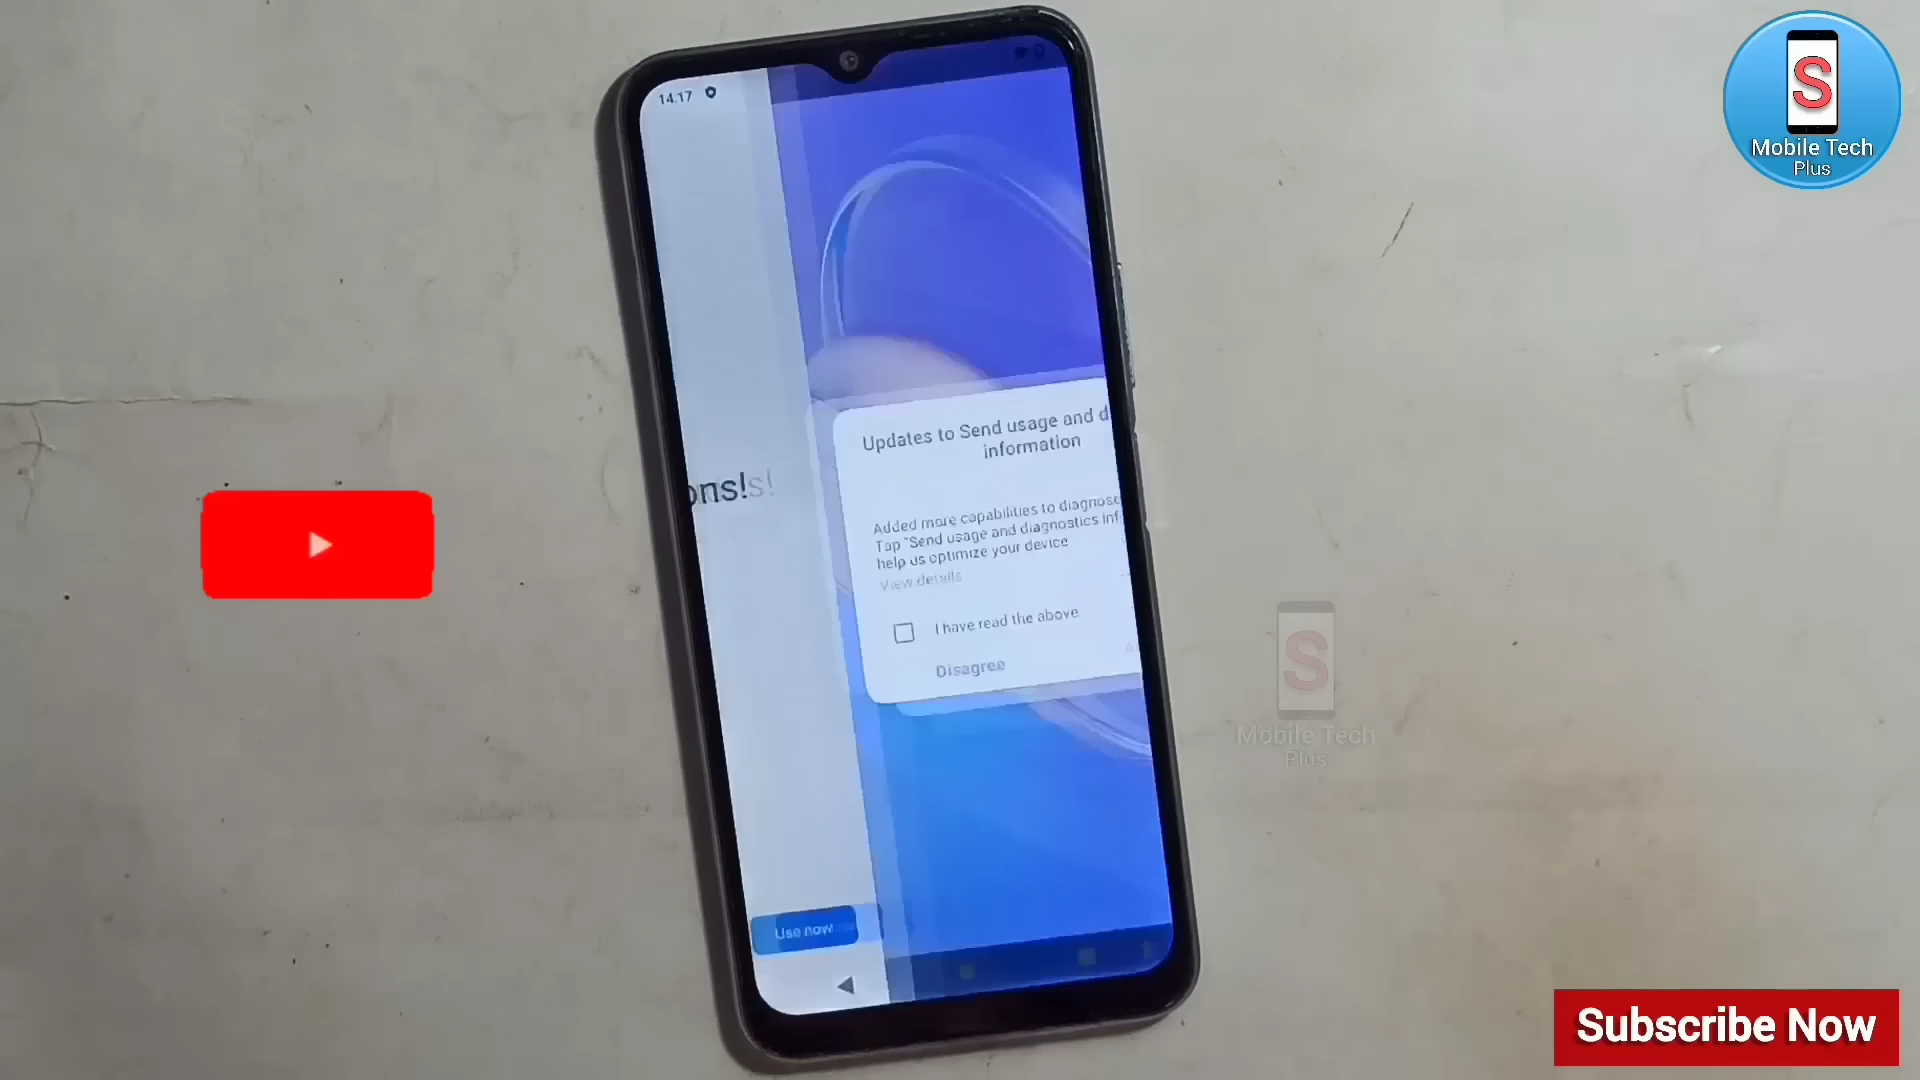 S
Mobile Tech
Plus
14:17
ons!
Updates to Send usage and d
information
Added more capabilities to diagnose
Tap "Send usage and diagnostics inf
help us optimize your device
View details
I have read the above
Disagree
S
Mobile Tech
Plus
Use now
Subscribe Now